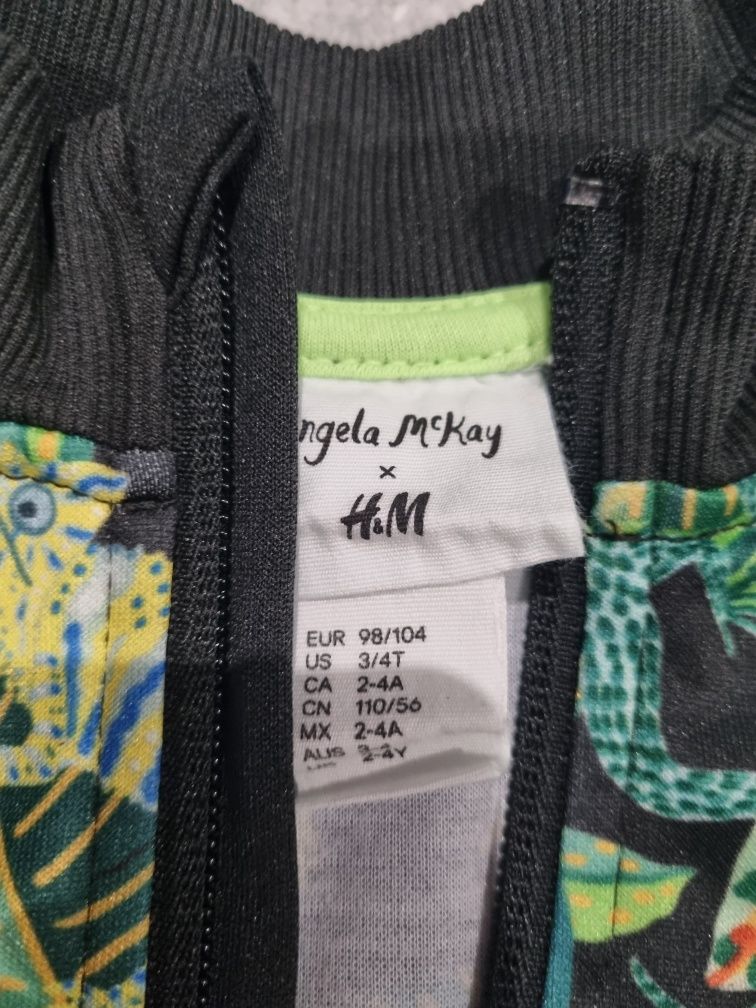 ngela McKay
×
H&M
EUR 98/104
US 3/4T
CA 2-4A
CN 110/56
MX 2-4A
AUS 2-4Y